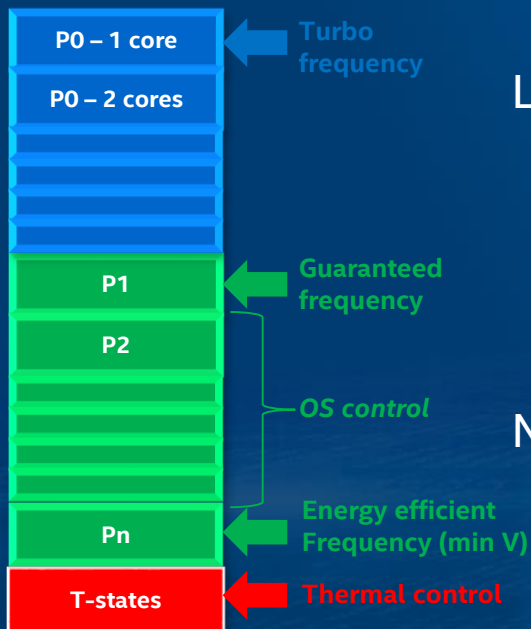 P0 – 1 core
Turbo
frequency
P0 – 2 cores
L
P1
Guaranteed
frequency
P2
OS control
N
Pn
Energy efficient
Frequency (min V)
T-states
Thermal control